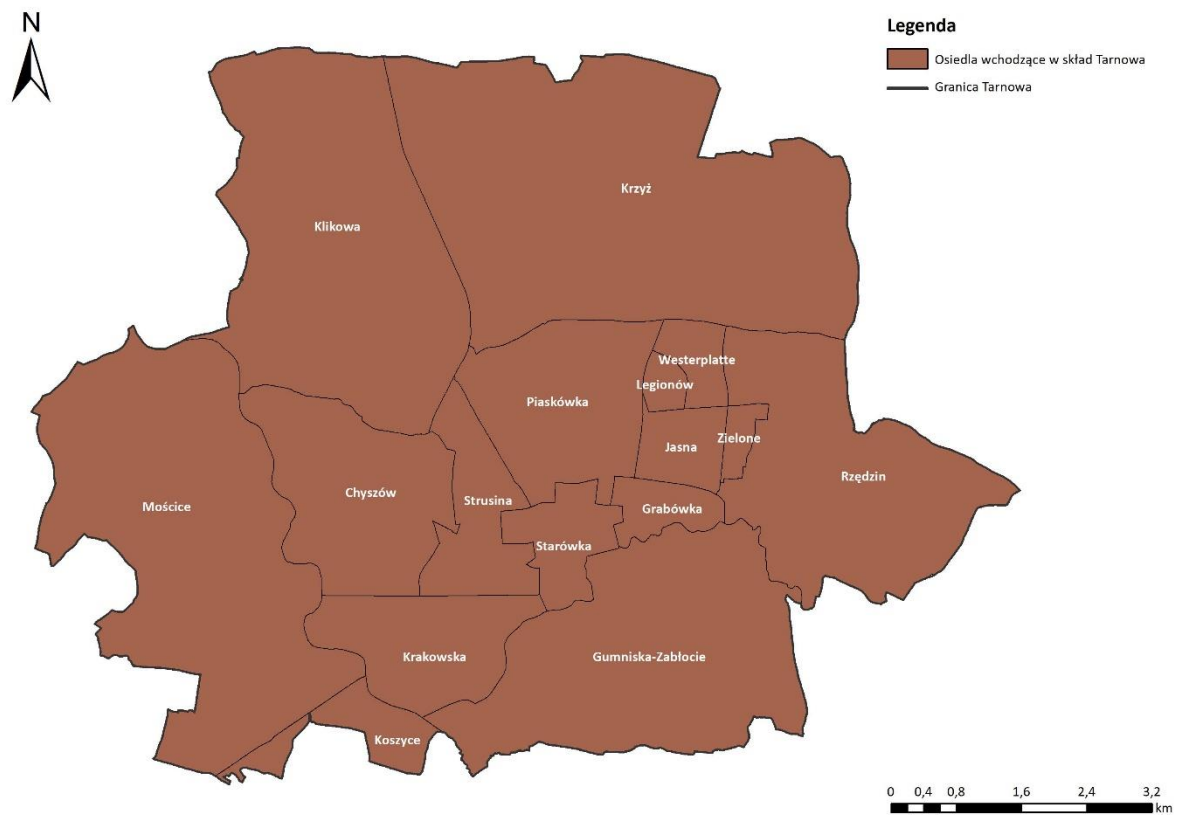 N
Legenda
Osiedla wchodzące w skład Tarnowa
Granica Tarnowa
Krzyż
Klikowa
Westerplatte
Legionów
Piaskówka
Zielone
Jasna
Rzędzin
Chyszów
Strusina
Mościce
Grabówka
Starówka
Krakowska
Gumniska-Zabłocie
Koszyce
0 0,4 0,8 1,6 2,4 3,2
km